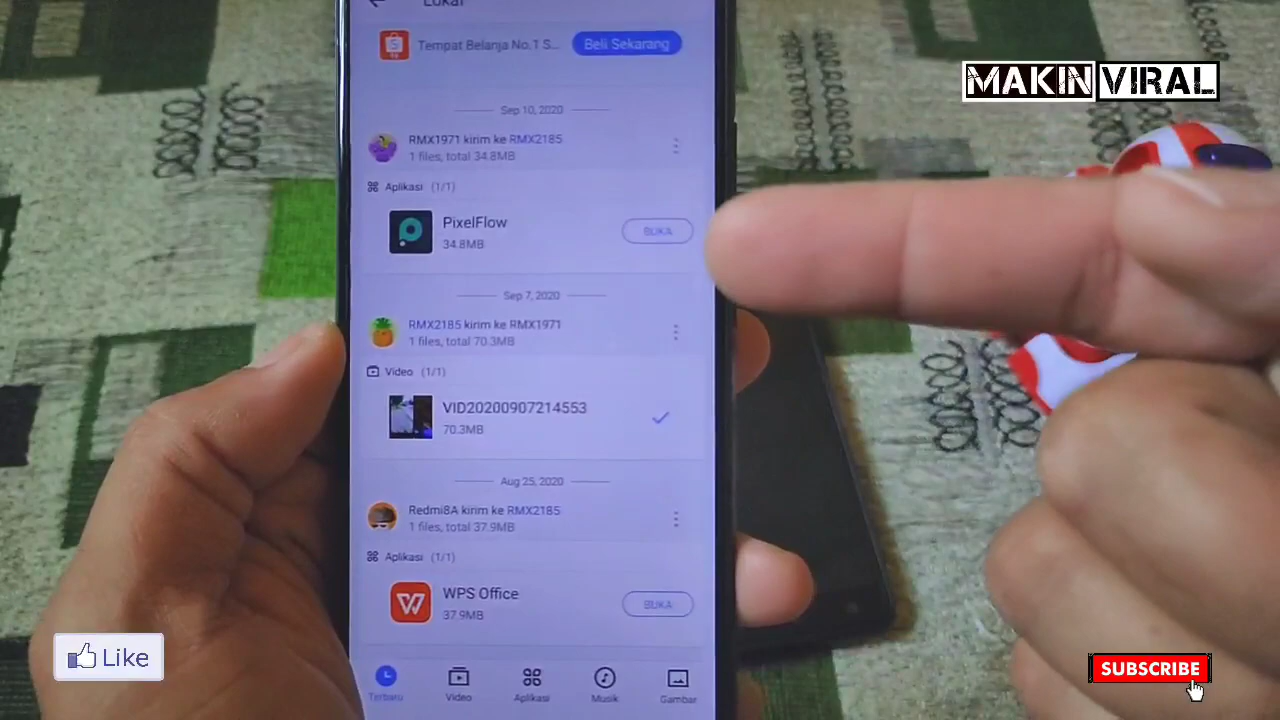 Lokal
Tempat Belanja No.1 S...
Beli Sekarang
MAKIN VIRAL
Sep 10, 2020
RMX1971 kirim ke RMX2185
1 files, total 34.8MB
Aplikasi (1/1)
PixelFlow
34.8MB
BUKA
Sep 7, 2020
RMX2185 kirim ke RMX1971
1 files, total 70.3MB
Video (1/1)
VID20200907214553
70.3MB
Aug 25, 2020
Redmi8A kirim ke RMX2185
1 files, total 37.9MB
Aplikasi (1/1)
WPS Office
37.9MB
BUKA
Like
SUBSCRIBE
Terbaru
Video
Aplikasi
Musik
Gambar